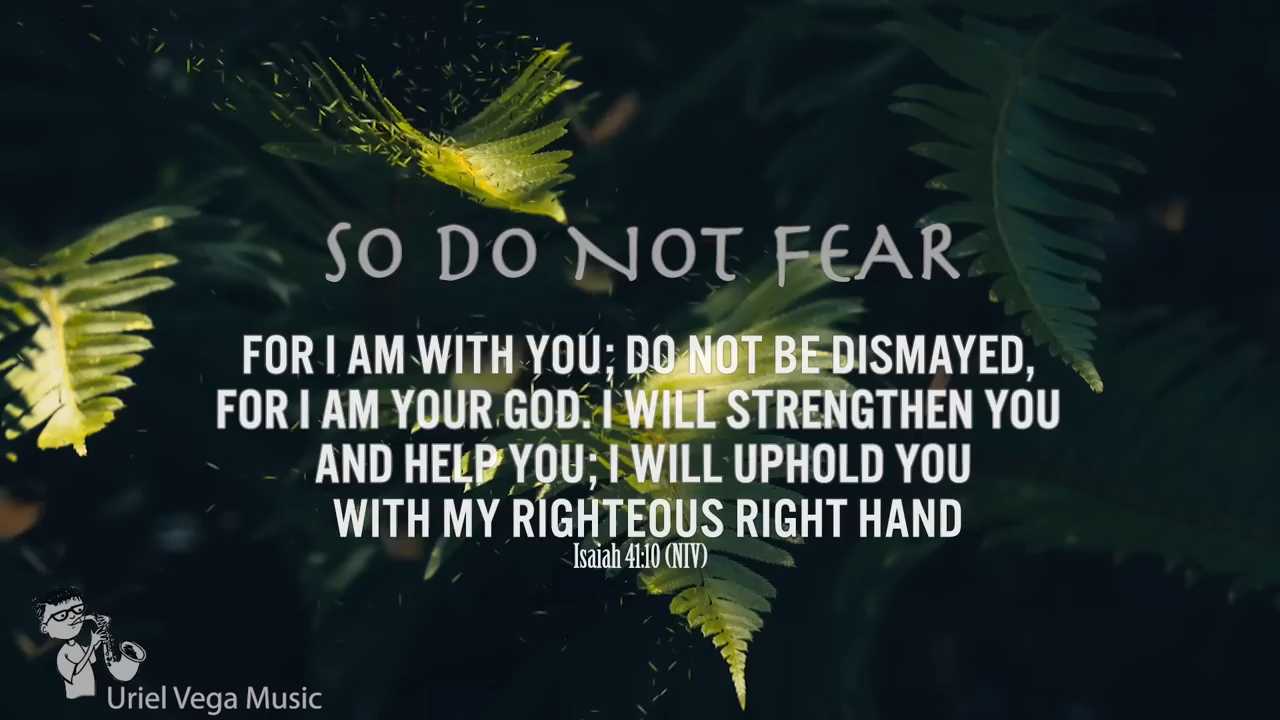 SO DO NOT FEAR
FOR I AM WITH YOU; DO NOT BE DISMAYED,
FOR I AM YOUR GOD. I WILL STRENGTHEN YOU
AND HELP YOU; I WILL UPHOLD YOU
WITH MY RIGHTEOUS RIGHT HAND
Isaiah 41:10 (NIV)
Uriel Vega Music